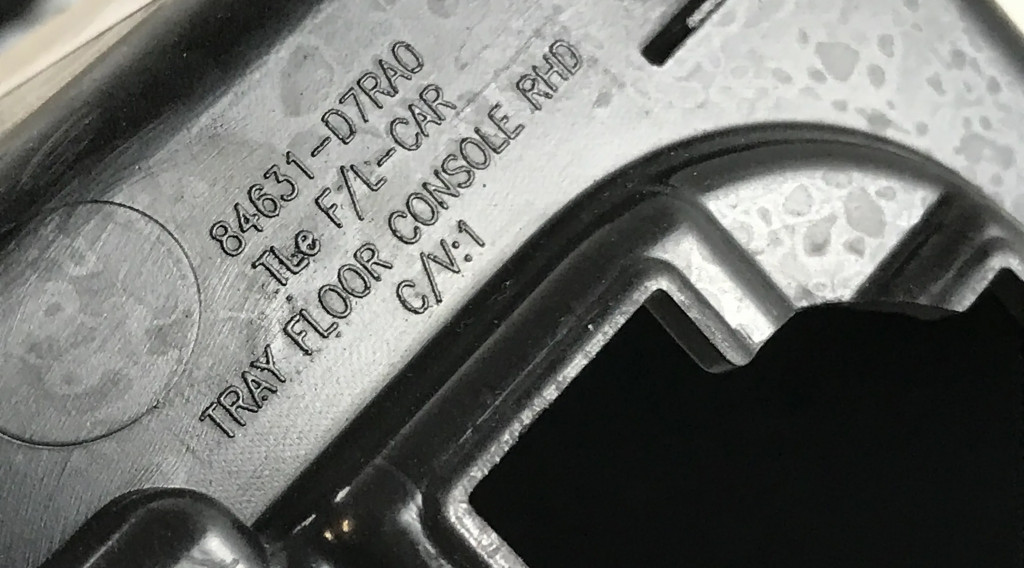 84631-D7RA0
TLe F/L-CAR
TRAY FLOOR CONSOLE RHD
C/V:1